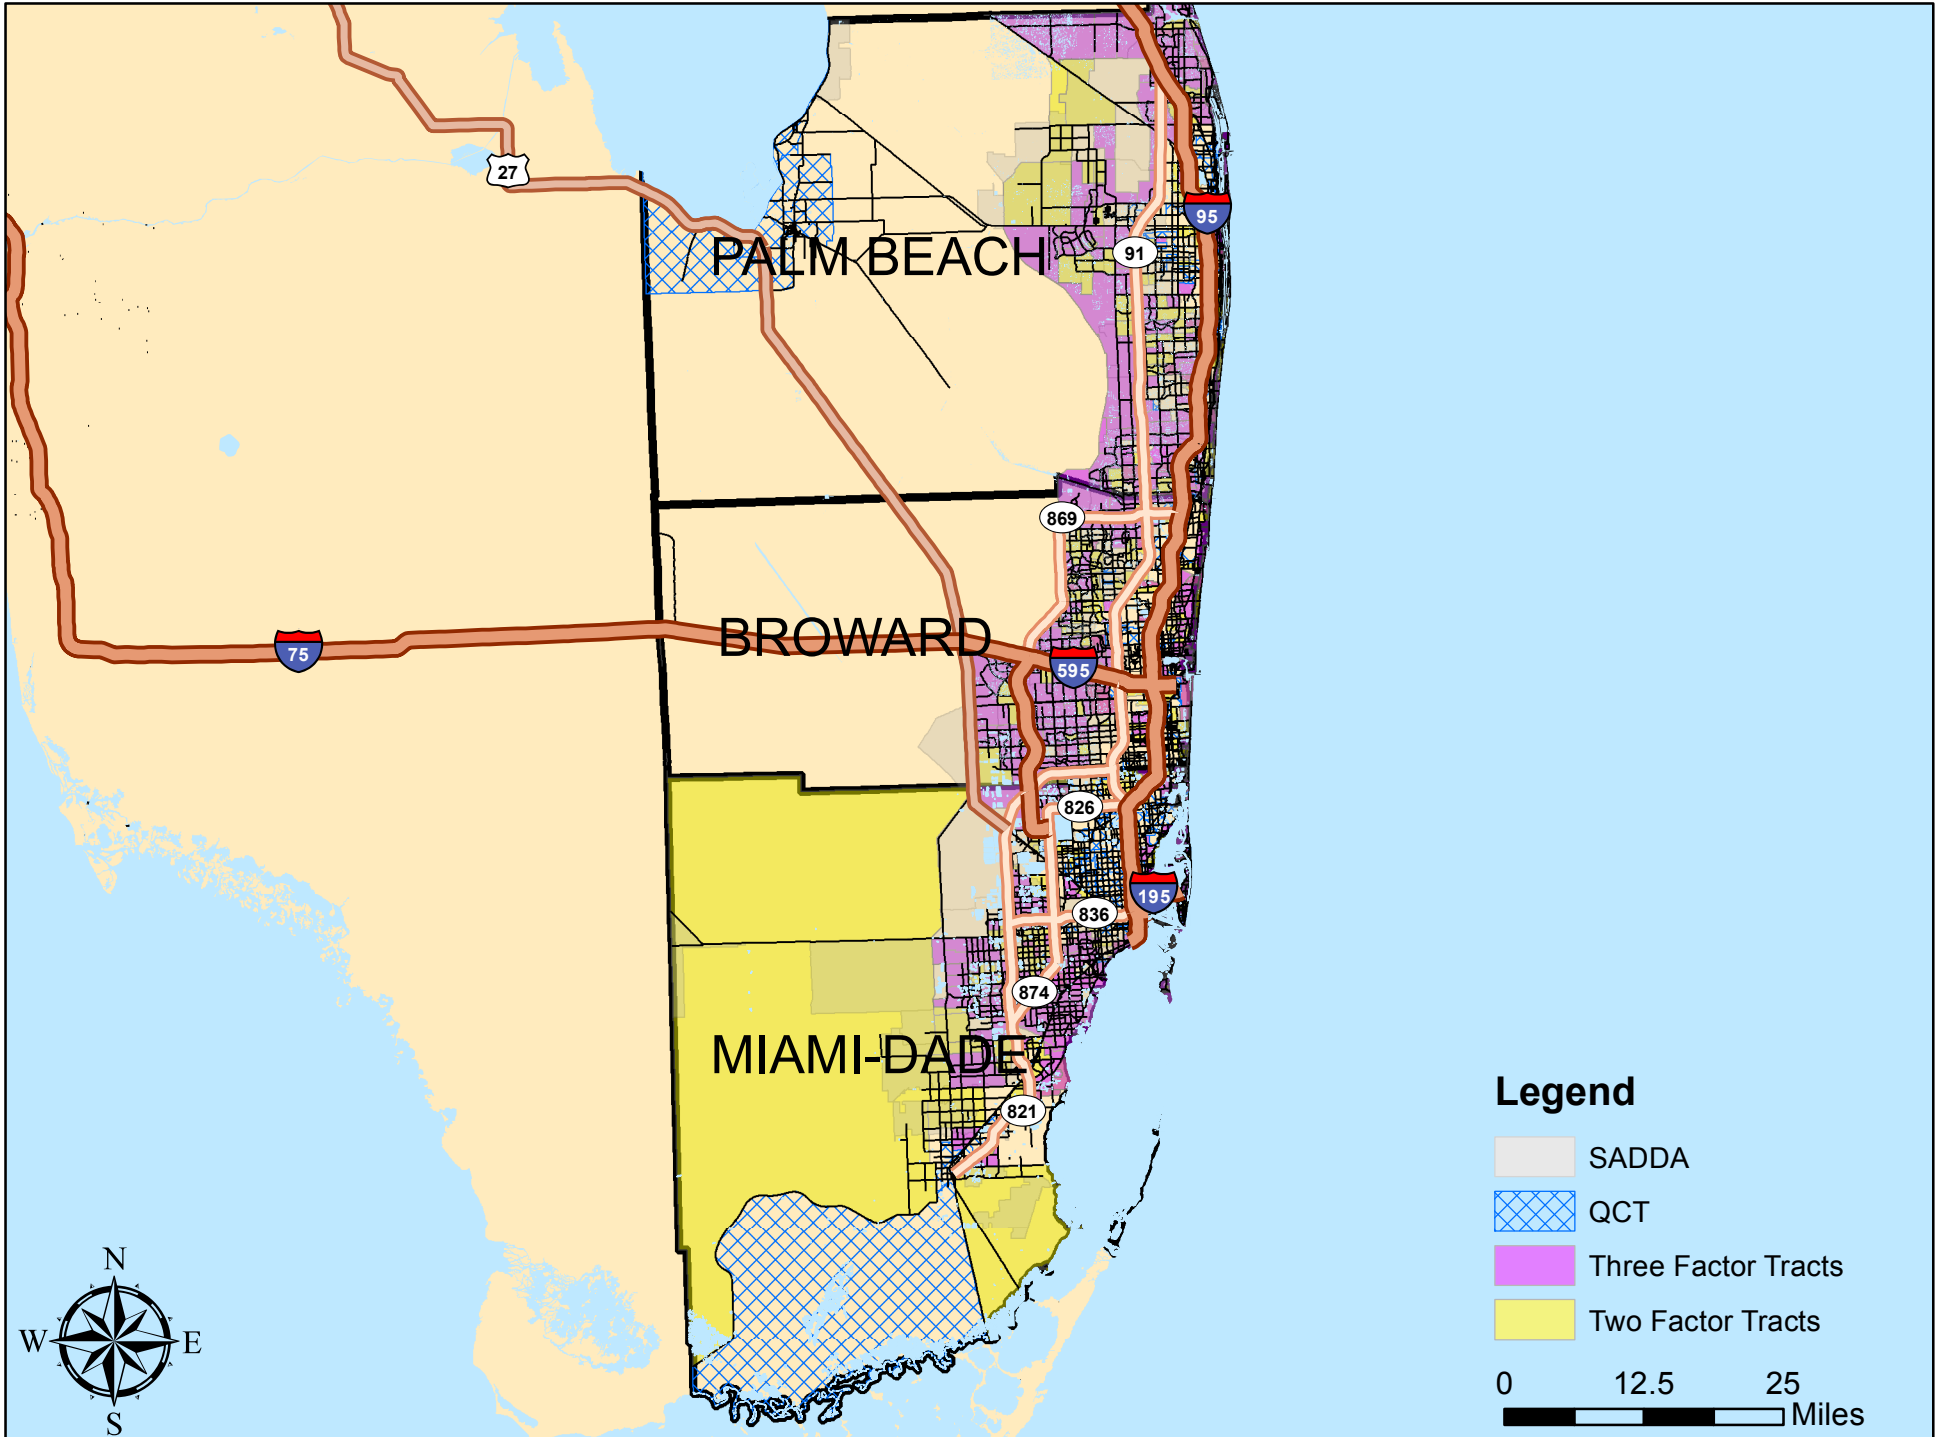 27
95
PALM BEACH
91
869
BROWARD
75
595
826
195
836
874
MIAMI-DADE
821
Legend
SADDA
QCT
Three Factor Tracts
Two Factor Tracts
0 12.5 25
Miles
N
W E
S